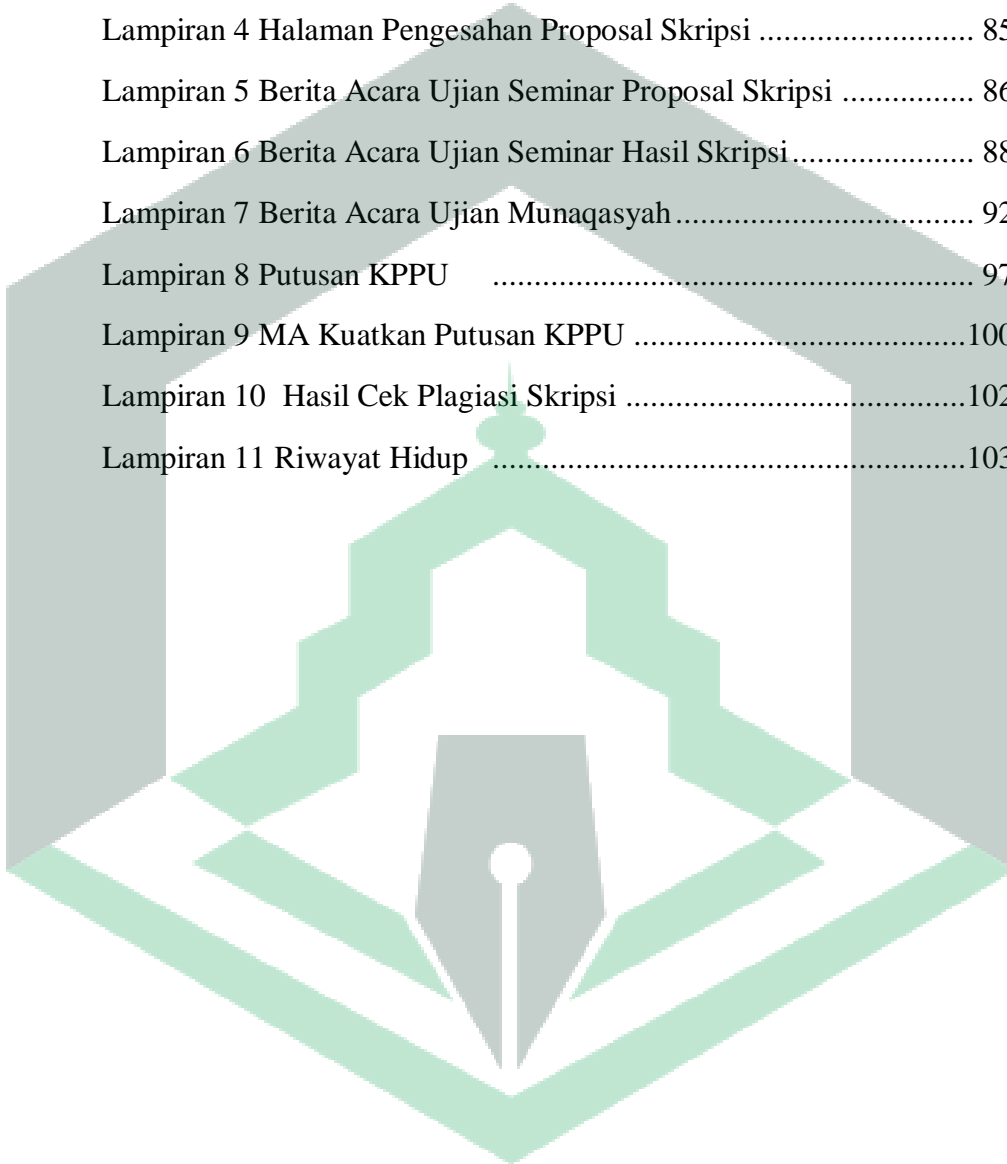 Lampiran 4 Halaman Pengesahan Proposal Skripsi ........................ 85
Lampiran 5 Berita Acara Ujian Seminar Proposal Skripsi ............... 86
Lampiran 6 Berita Acara Ujian Seminar Hasil Skripsi..................... 88
Lampiran 7 Berita Acara Ujian Munaqasyah................................... 92
Lampiran 8 Putusan KPPU ........................................................ 97
Lampiran 9 MA Kuatkan Putusan KPPU .......................................100
Lampiran 10 Hasil Cek Plagiasi Skripsi ........................................102
Lampiran 11 Riwayat Hidup ........................................................103